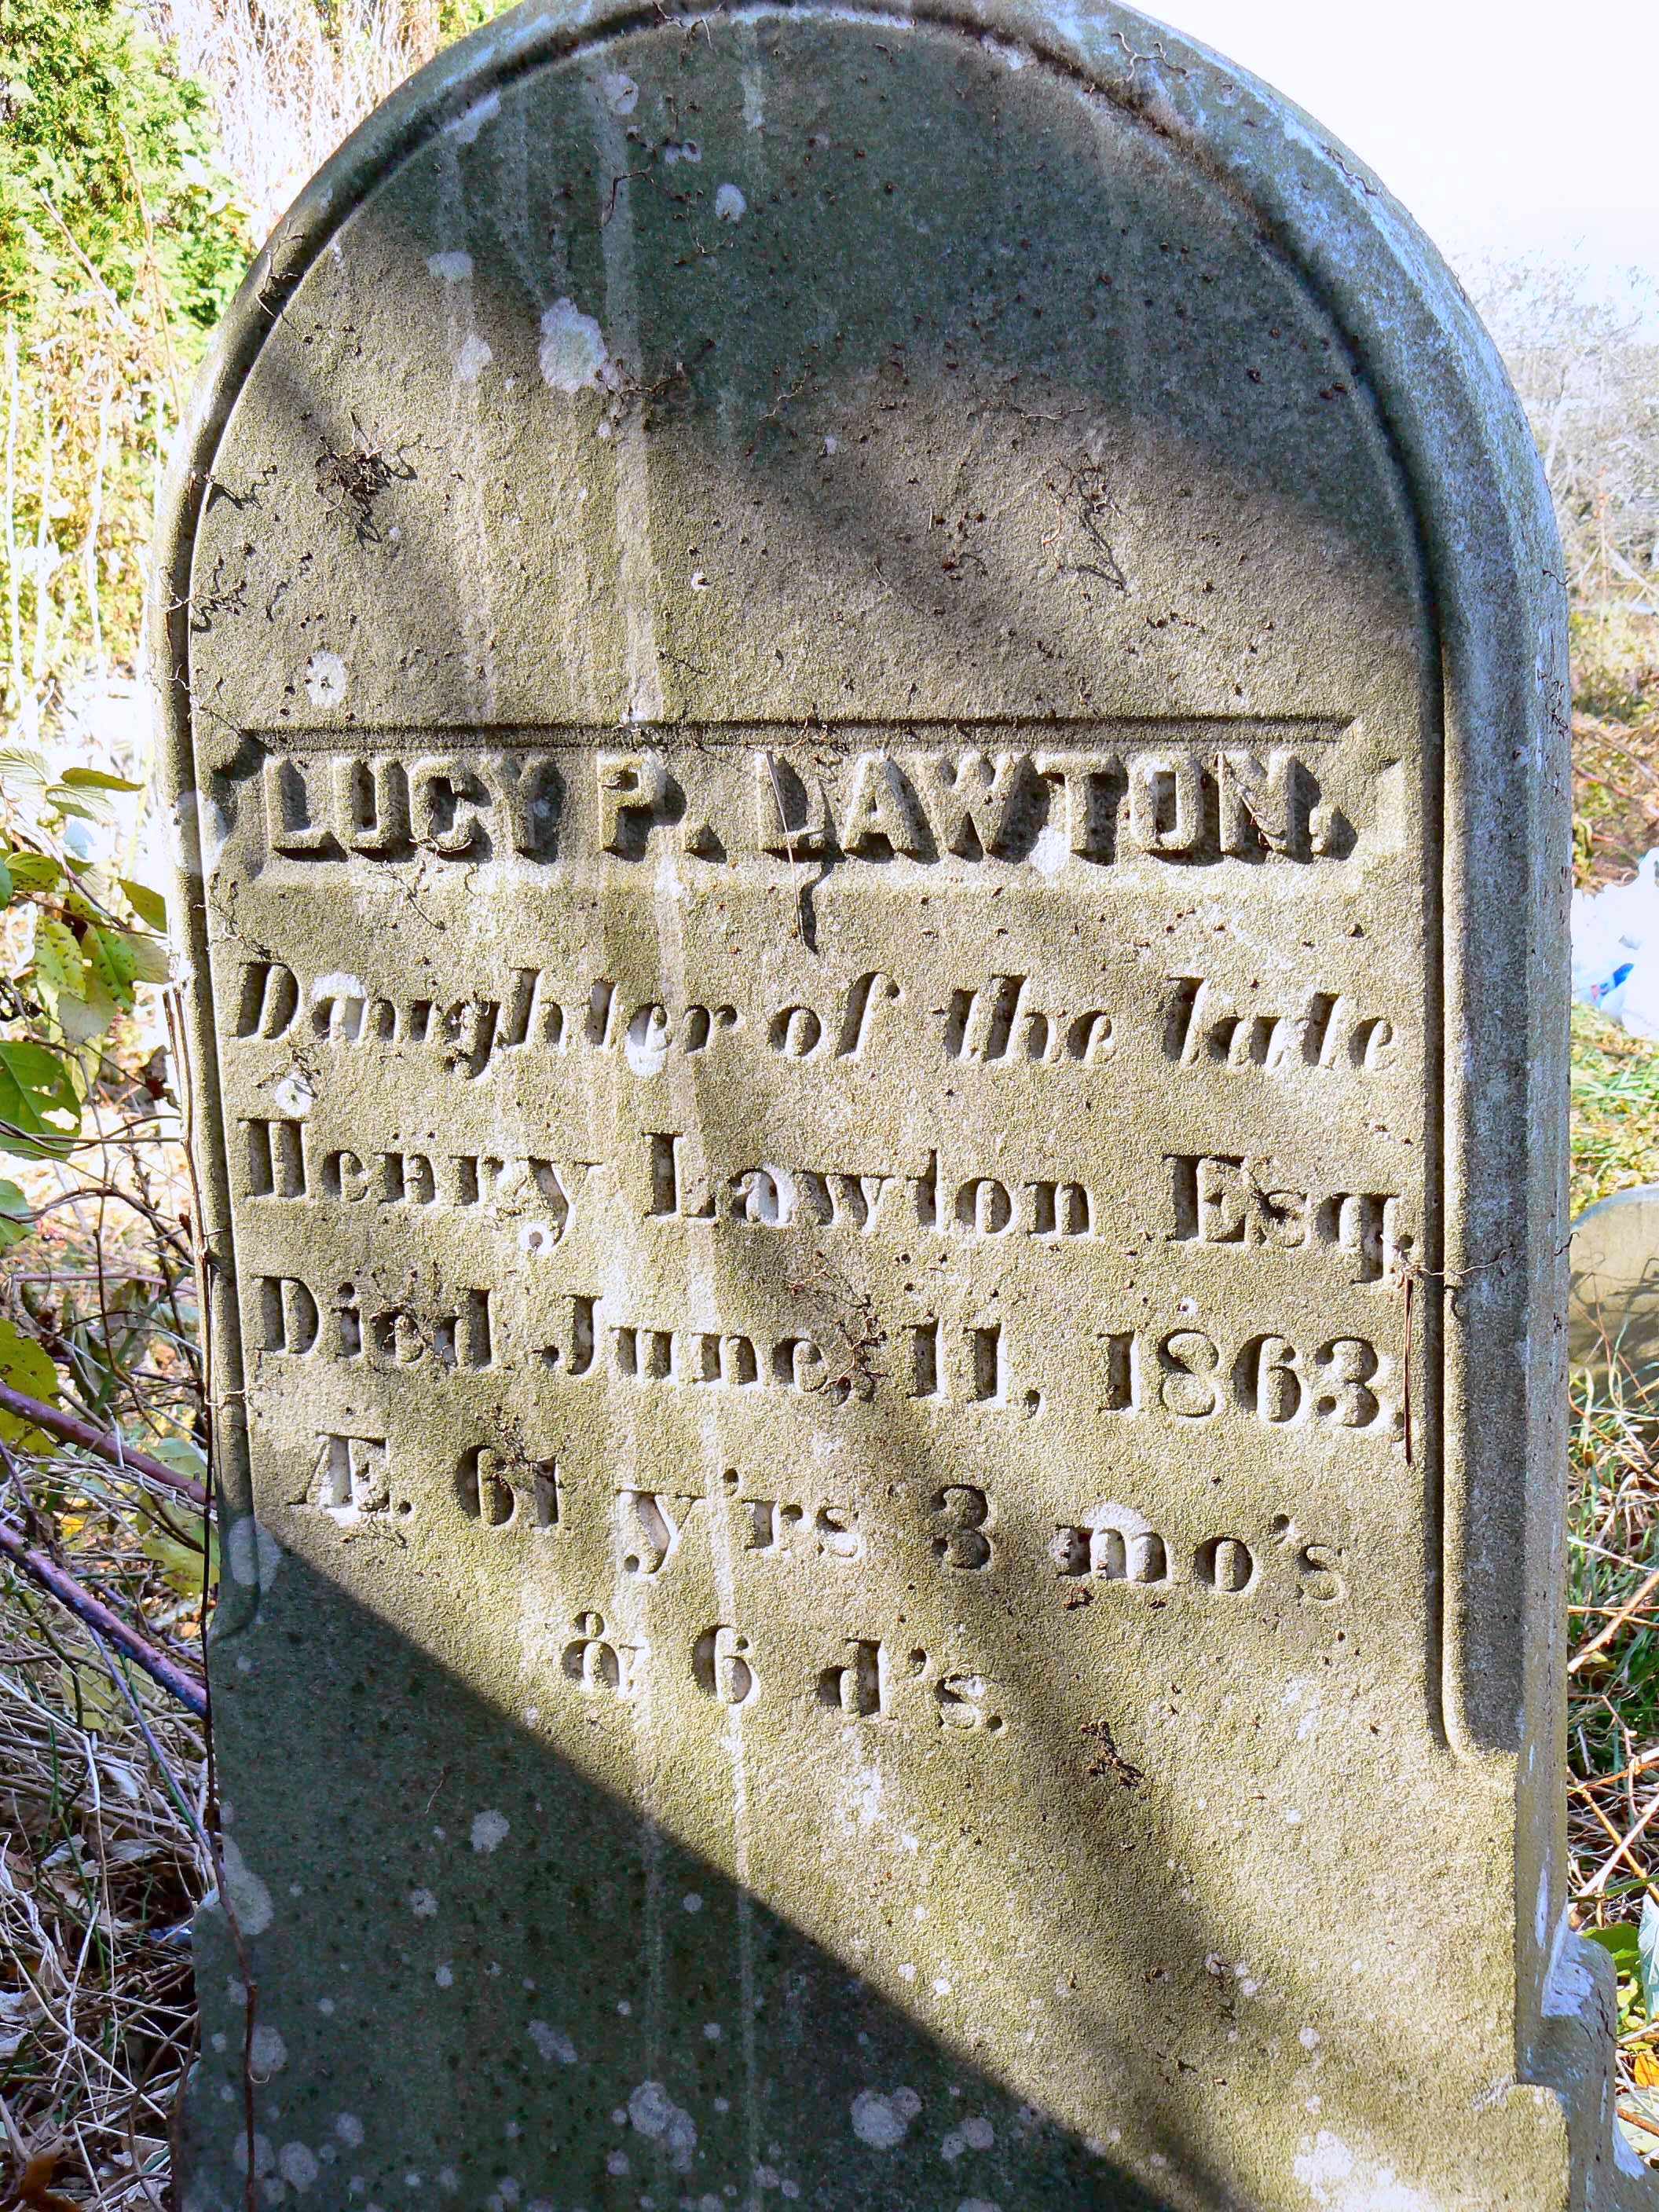 LUCY P. LAWTON.
Daughter of the late
Henry Lawton Esq.
Died June, 11, 1863.
Æ. 61 y'rs 3 mo's
& 6 d's.